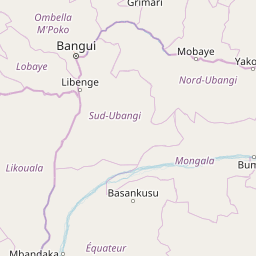 Grimari
Ombella
M'Poko
Bangui
Mobaye
Yako
Lobaye
Libenge
Nord-Ubangi
Sud-Ubangi
Likouala
Mongala
Bum
Basankusu
Équateur
Mbandaka